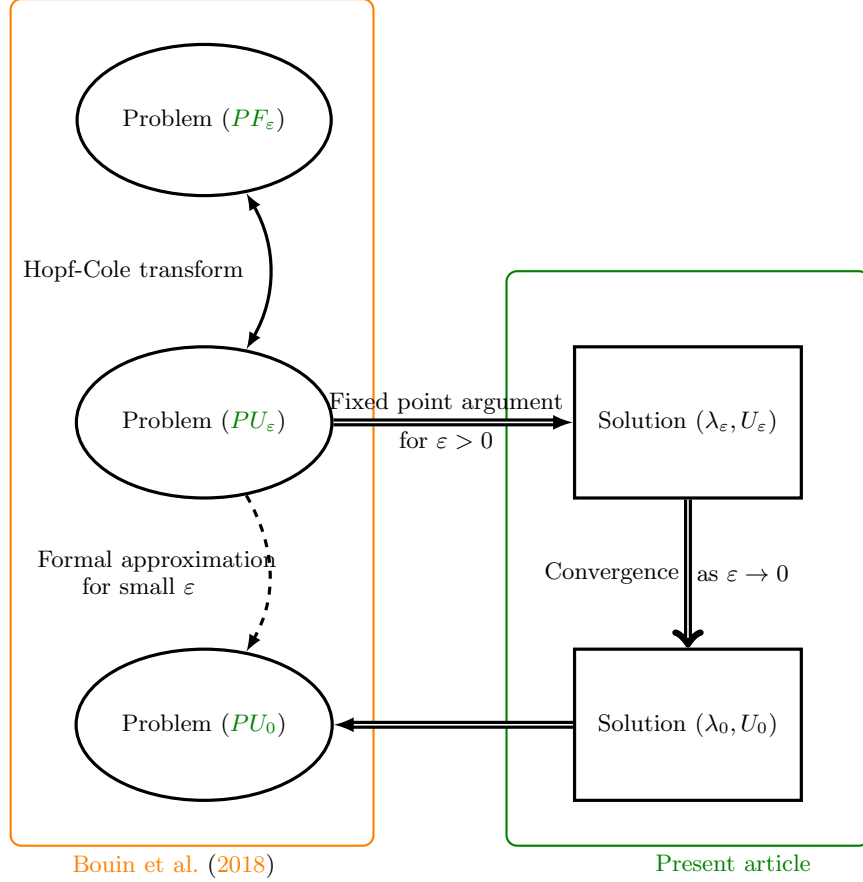 Problem (PF_ε)
Hopf-Cole transform
Problem (PU_ε)
Fixed point argument
for ε > 0
Solution (λ_ε, U_ε)
Formal approximation
for small ε
Convergence as ε → 0
Problem (PU_0)
Solution (λ_0, U_0)
Bouin et al. (2018)
Present article